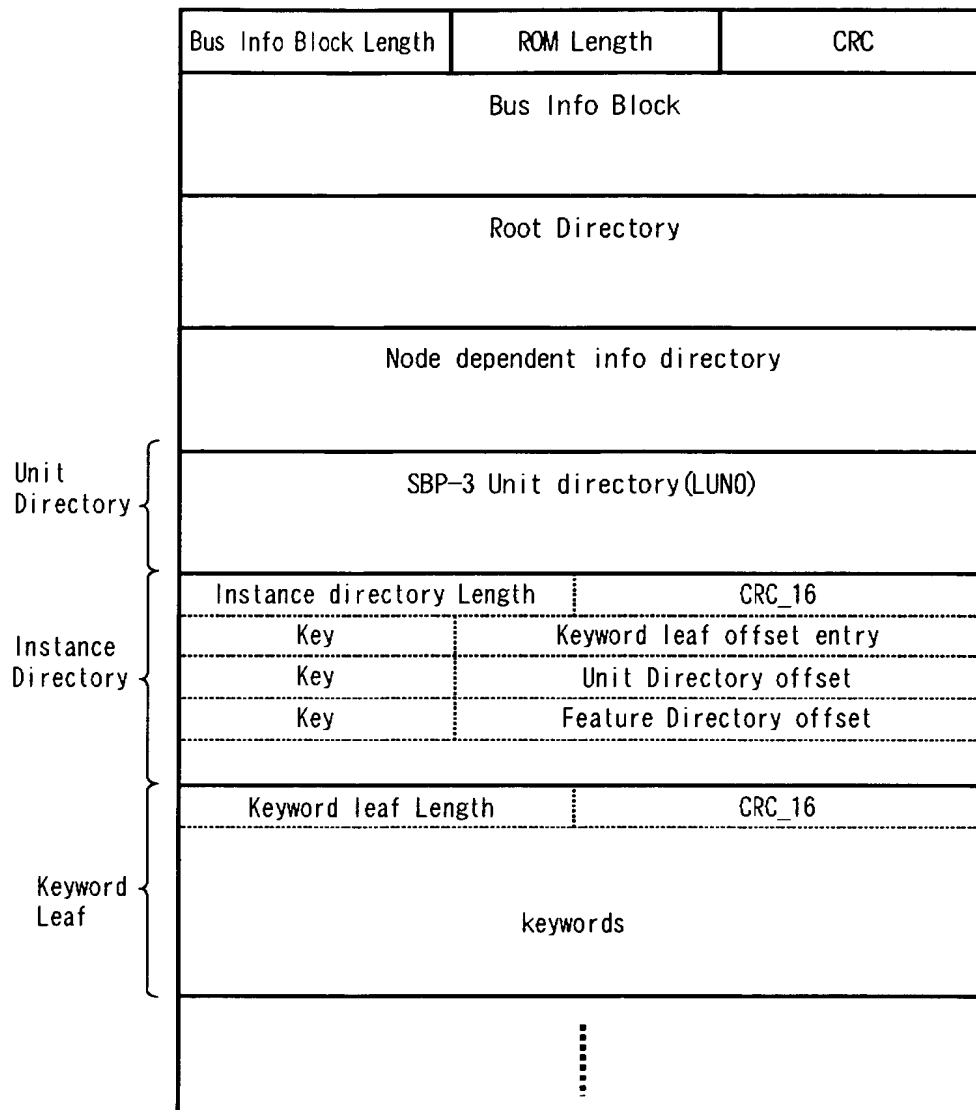 Bus Info Block Length ROM Length CRC
Bus Info Block
Root Directory
Node dependent info directory
Unit
Directory
SBP-3 Unit directory(LUN0)
Instance
Directory
Instance directory Length CRC_16
Key Keyword leaf offset entry
Key Unit Directory offset
Key Feature Directory offset
Keyword
Leaf
Keyword leaf Length CRC_16
keywords